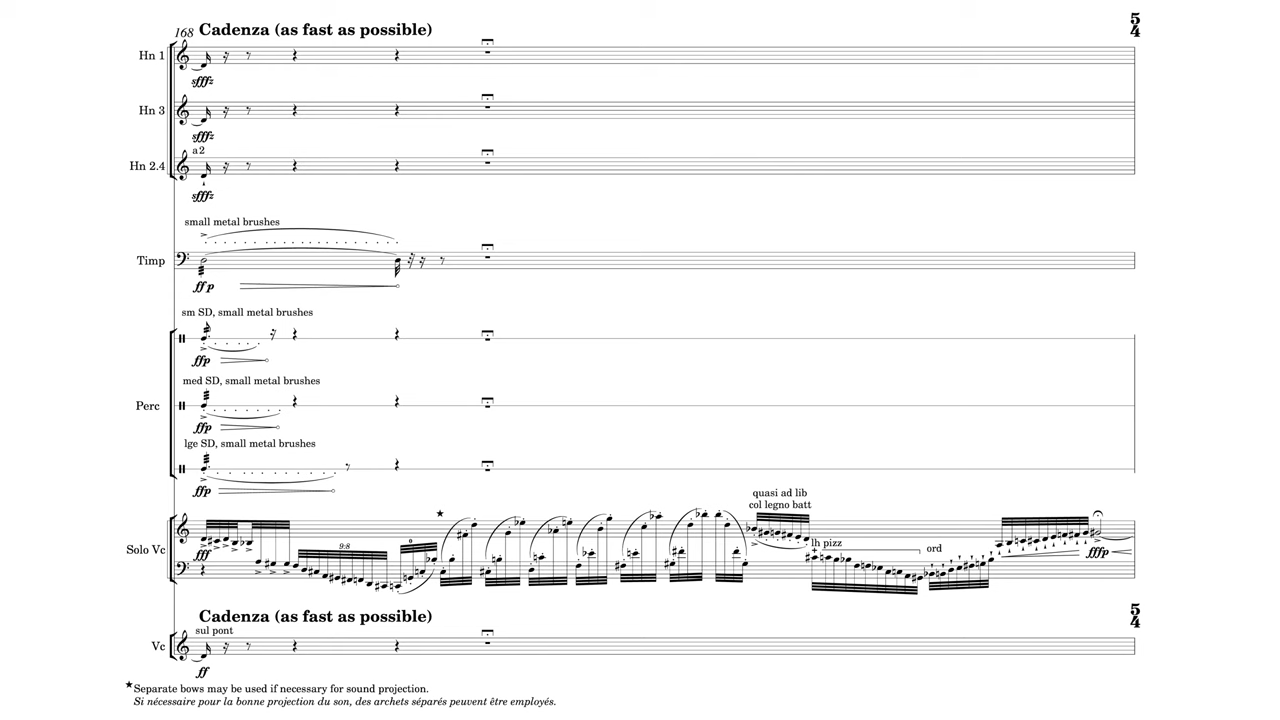 168 Cadenza (as fast as possible)
5
4
Hn 1
sfffz
Hn 3
sfffz
a2
Hn 2.4
sfffz
small metal brushes
Timp
ffp
sm SD, small metal brushes
ffp
med SD, small metal brushes
Perc
ffp
lge SD, small metal brushes
ffp
quasi ad lib
col legno batt
Solo Vc
fff
9:8
lh pizz
ord
fffp
Cadenza (as fast as possible)
5
4
sul pont
Vc
ff
★Separate bows may be used if necessary for sound projection.
Si nécessaire pour la bonne projection du son, des archets séparés peuvent être employés.